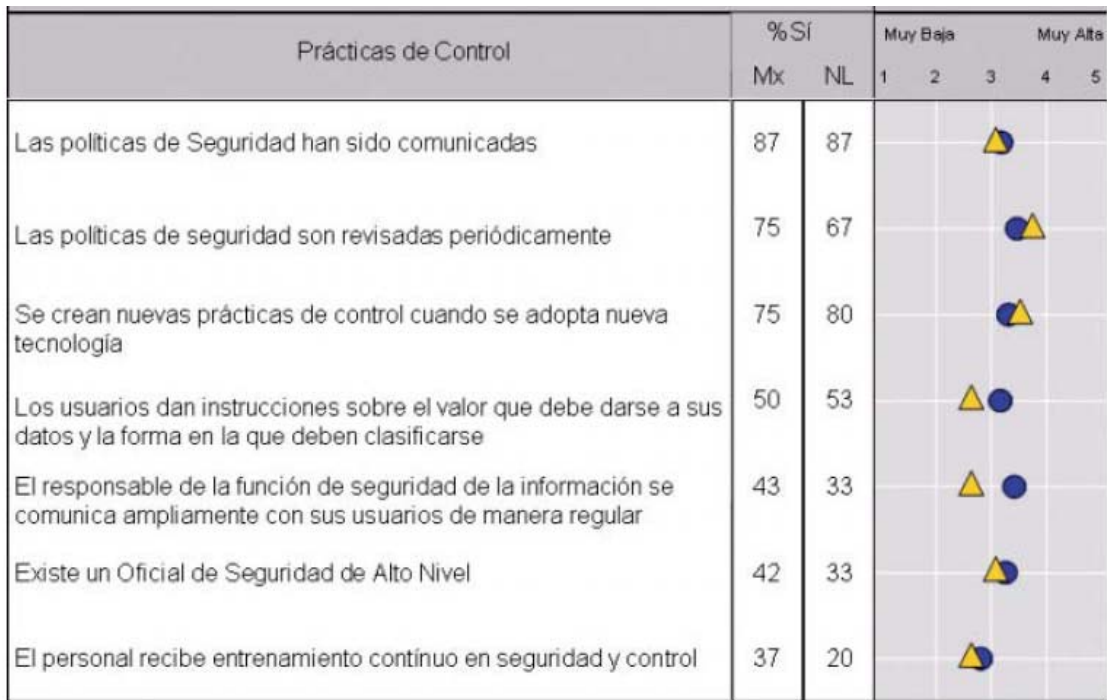 Prácticas de Control
%Sí
Mx NL
Muy Baja Muy Alta
1 2 3 4 5
Las políticas de Seguridad han sido comunicadas 87 87
Las políticas de seguridad son revisadas periódicamente 75 67
Se crean nuevas prácticas de control cuando se adopta nueva 75 80
tecnología
Los usuarios dan instrucciones sobre el valor que debe darse a sus 50 53
datos y la forma en la que deben clasificarse
El responsable de la función de seguridad de la información se 43 33
comunica ampliamente con sus usuarios de manera regular
Existe un Oficial de Seguridad de Alto Nivel 42 33
El personal recibe entrenamiento contínuo en seguridad y control 37 20